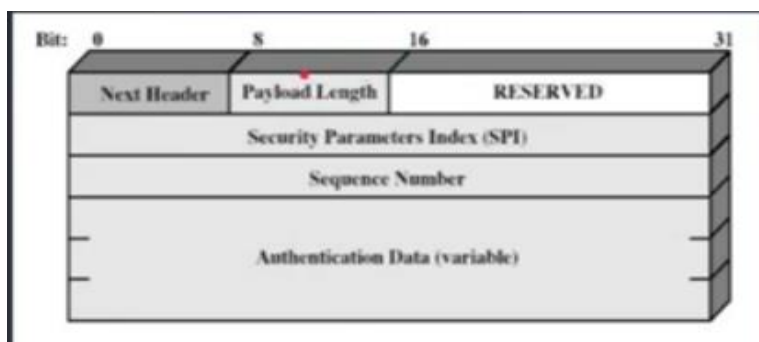 Bit: 0 8 16 31
Next Header Payload Length RESERVED
Security Parameters Index (SPI)
Sequence Number
Authentication Data (variable)